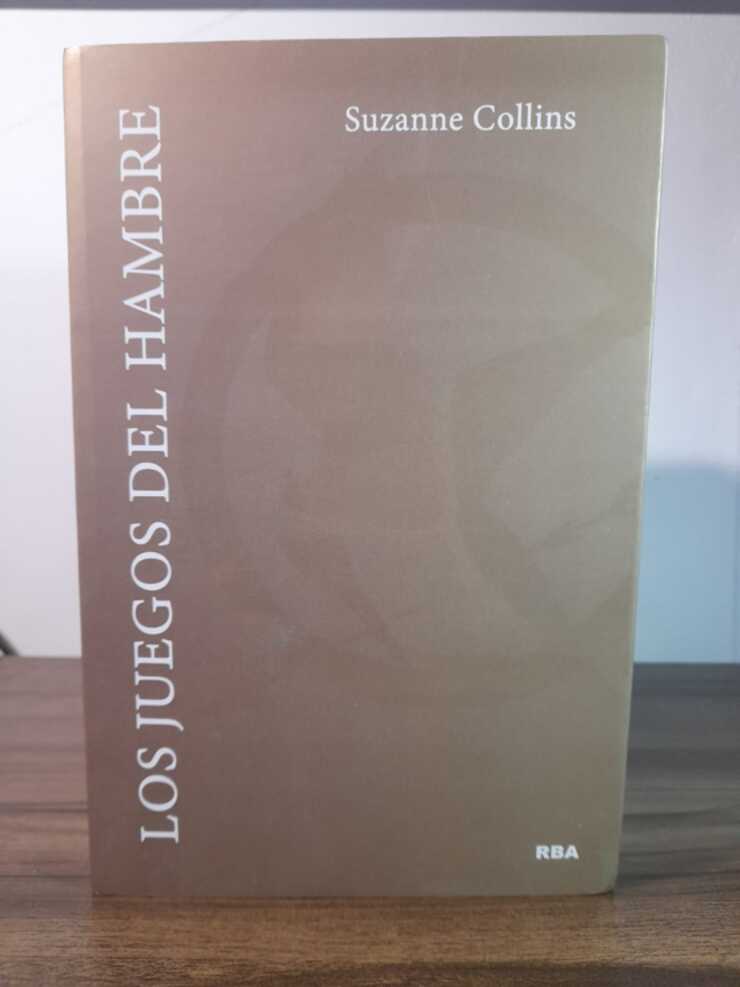 Suzanne Collins
LOS JUEGOS DEL HAMBRE
RBA